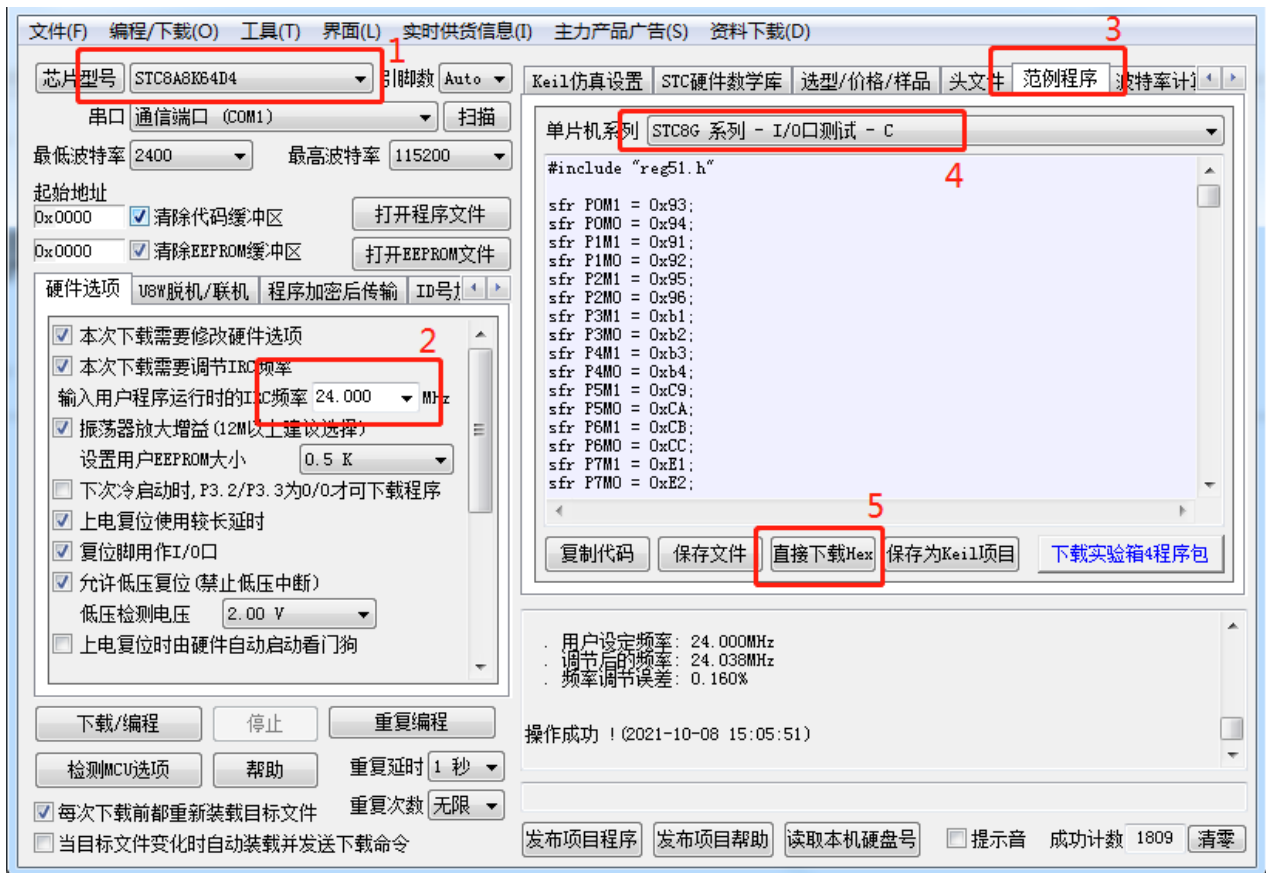 文件(F) 编程/下载(O) 工具(T) 界面(L) 实时供货信息(I) 主力产品广告(S) 资料下载(D)
1
3
芯片型号 STC8A8K64D4 引脚数 Auto
串口 通信端口 (COM1) 扫描
最低波特率 2400 最高波特率 115200
起始地址
0x0000 清除代码缓冲区 打开程序文件
0x0000 清除EEPROM缓冲区 打开EEPROM文件
硬件选项 U8W脱机/联机 程序加密后传输 ID号
本次下载需要修改硬件选项
2
本次下载需要调节IRC频率
输入用户程序运行时的IRC频率 24.000 MHz
振荡器放大增益(12M以上建议选择)
设置用户EEPROM大小 0.5 K
下次冷启动时,P3.2/P3.3为0/0才可下载程序
上电复位使用较长延时
复位脚用作I/O口
允许低压复位(禁止低压中断)
低压检测电压 2.00 V
上电复位时由硬件自动启动看门狗
下载/编程 停止 重复编程
检测MCU选项 帮助 重复延时 1 秒
每次下载前都重新装载目标文件 重复次数 无限
当目标文件变化时自动装载并发送下载命令
Keil仿真设置 STC硬件数学库 选型/价格/样品 头文件 范例程序 波特率计
单片机系列 STC8G 系列 - I/O口测试 - C
4
#include "reg51.h"
sfr P0M1 = 0x93;
sfr P0M0 = 0x94;
sfr P1M1 = 0x91;
sfr P1M0 = 0x92;
sfr P2M1 = 0x95;
sfr P2M0 = 0x96;
sfr P3M1 = 0xb1;
sfr P3M0 = 0xb2;
sfr P4M1 = 0xb3;
sfr P4M0 = 0xb4;
sfr P5M1 = 0xC9;
sfr P5M0 = 0xCA;
sfr P6M1 = 0xCB;
sfr P6M0 = 0xCC;
sfr P7M1 = 0xE1;
sfr P7M0 = 0xE2;
5
复制代码 保存文件 直接下载Hex 保存为Keil项目 下载实验箱4程序包
. 用户设定频率: 24.000MHz
. 调节后的频率: 24.038MHz
. 频率调节误差: 0.160%
操作成功 !(2021-10-08 15:05:51)
发布项目程序 发布项目帮助 读取本机硬盘号 提示音 成功计数 1809 清零